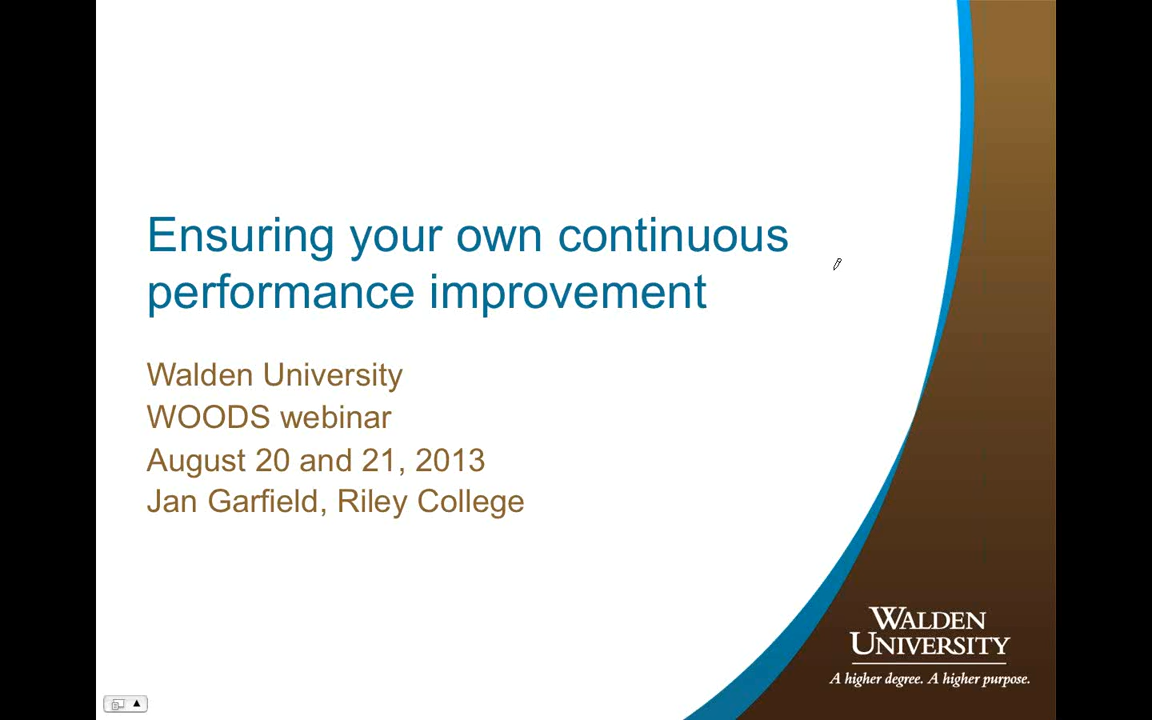 Ensuring your own continuous
performance improvement
Walden University
WOODS webinar
August 20 and 21, 2013
Jan Garfield, Riley College
WALDEN
UNIVERSITY
A higher degree. A higher purpose.